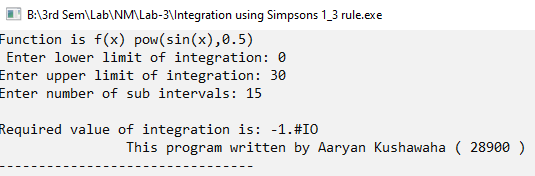 B:\3rd Sem\Lab\NM\Lab-3\Integration using Simpsons 1_3 rule.exe
Function is f(x) pow(sin(x),0.5)
Enter lower limit of integration: 0
Enter upper limit of integration: 30
Enter number of sub intervals: 15
Required value of integration is: -1.#IO
This program written by Aaryan Kushawaha ( 28900 )
--------------------------------